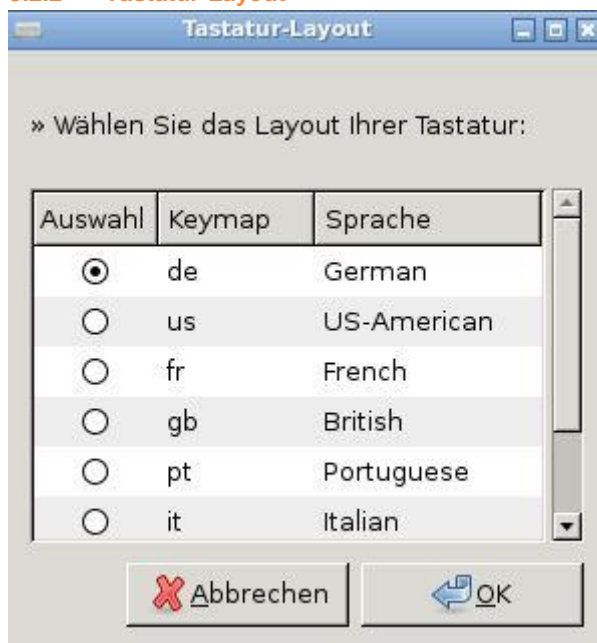 Tastatur-Layout
» Wählen Sie das Layout Ihrer Tastatur:
Auswahl Keymap Sprache
de German
us US-American
fr French
gb British
pt Portuguese
it Italian
Abbrechen OK